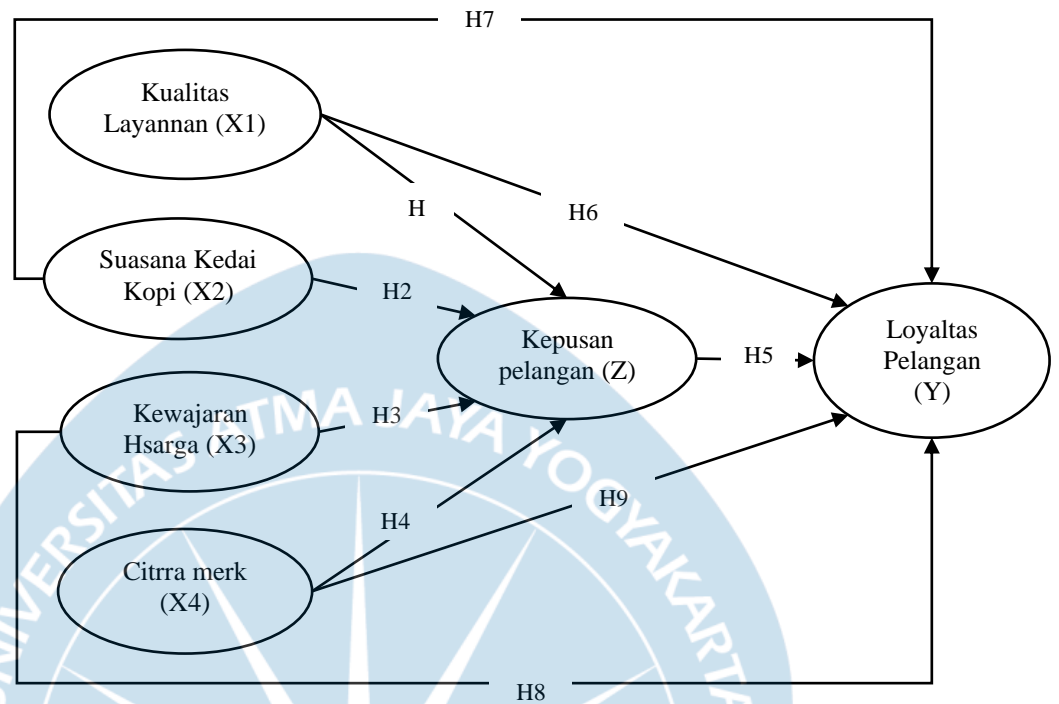 H7
Kualitas
Layannan (X1)
H
H6
Suasana Kedai
Kopi (X2)
H2
Kepusan
pelangan (Z)
H5
Loyaltas
Pelangan
(Y)
Kewajaran
Hsarga (X3)
H3
H4
H9
Citrra merk
(X4)
H8
UNIVERSITAS ATMA JAYA YOGYAKARTA